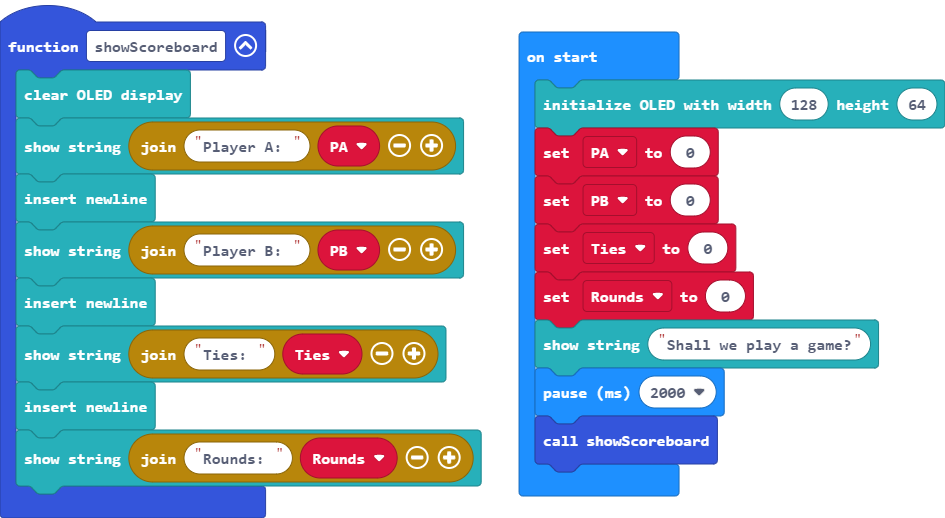 function showScoreboard
clear OLED display
show string join "Player A: " PA
insert newline
show string join "Player B: " PB
insert newline
show string join "Ties: " Ties
insert newline
show string join "Rounds: " Rounds
on start
initialize OLED with width 128 height 64
set PA to 0
set PB to 0
set Ties to 0
set Rounds to 0
show string "Shall we play a game?"
pause (ms) 2000
call showScoreboard